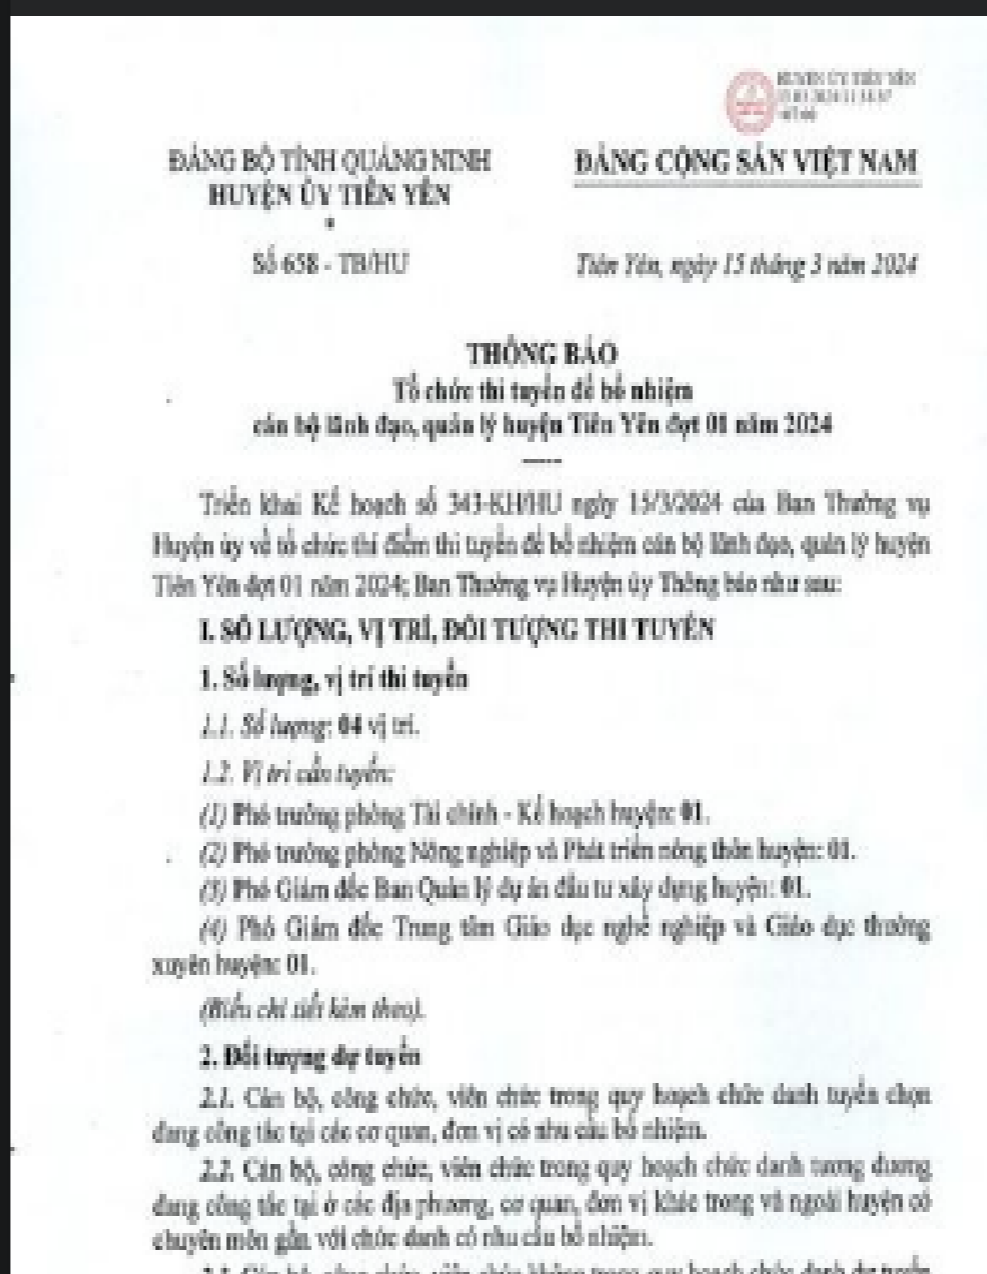 HUYỆN ỦY TIÊN YÊN
ĐẢNG BỘ TỈNH QUẢNG NINH
ĐẢNG CỘNG SẢN VIỆT NAM
HUYỆN ỦY TIÊN YÊN
*
Số 658 - TB/HU
Tiên Yên, ngày 15 tháng 3 năm 2024
THÔNG BÁO
Tổ chức thi tuyển để bổ nhiệm
cán bộ lãnh đạo, quản lý huyện Tiên Yên đợt 01 năm 2024
-----
Triển khai Kế hoạch số 343-KH/HU ngày 15/3/2024 của Ban Thường vụ
Huyện ủy về tổ chức thí điểm thi tuyển để bổ nhiệm cán bộ lãnh đạo, quản lý huyện
Tiên Yên đợt 01 năm 2024; Ban Thường vụ Huyện ủy Thông báo như sau:
I. SỐ LƯỢNG, VỊ TRÍ, ĐỐI TƯỢNG THI TUYỂN
1. Số lượng, vị trí thi tuyển
1.1. Số lượng: 04 vị trí.
1.2. Vị trí cần tuyển:
(1) Phó trưởng phòng Tài chính - Kế hoạch huyện: 01.
(2) Phó trưởng phòng Nông nghiệp và Phát triển nông thôn huyện: 01.
(3) Phó Giám đốc Ban Quản lý dự án đầu tư xây dựng huyện: 01.
(4) Phó Giám đốc Trung tâm Giáo dục nghề nghiệp và Giáo dục thường
xuyên huyện: 01.
(Biểu chi tiết kèm theo).
2. Đối tượng dự tuyển
2.1. Cán bộ, công chức, viên chức trong quy hoạch chức danh tuyển chọn
đang công tác tại các cơ quan, đơn vị có nhu cầu bổ nhiệm.
2.2. Cán bộ, công chức, viên chức trong quy hoạch chức danh tương đương
đang công tác tại ở các địa phương, cơ quan, đơn vị khác trong và ngoài huyện có
chuyên môn gắn với chức danh có nhu cầu bổ nhiệm.